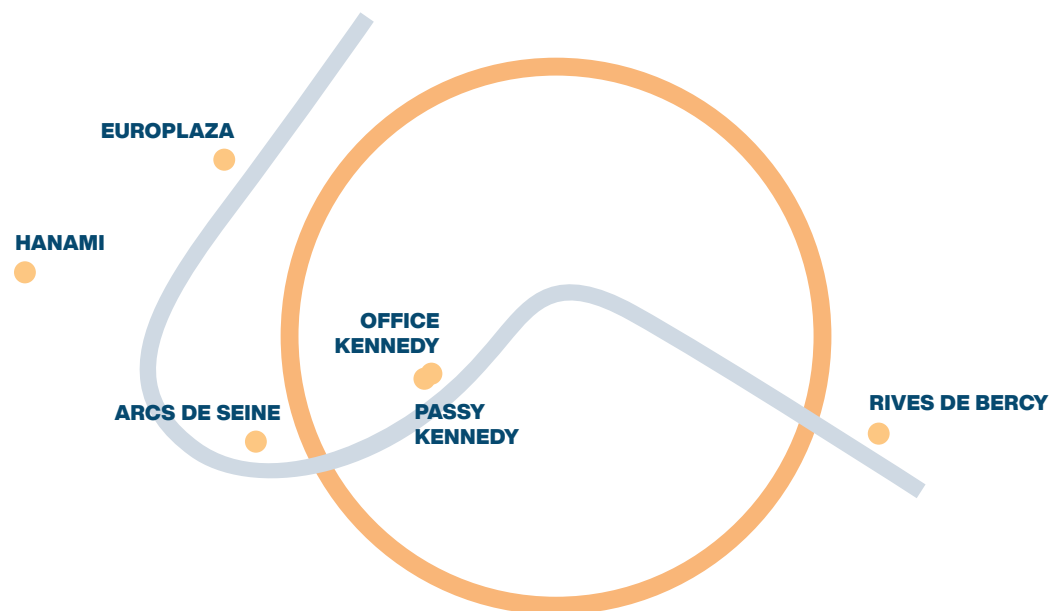 EUROPLAZA
HANAMI
OFFICE
KENNEDY
ARCS DE SEINE
PASSY
KENNEDY
RIVES DE BERCY